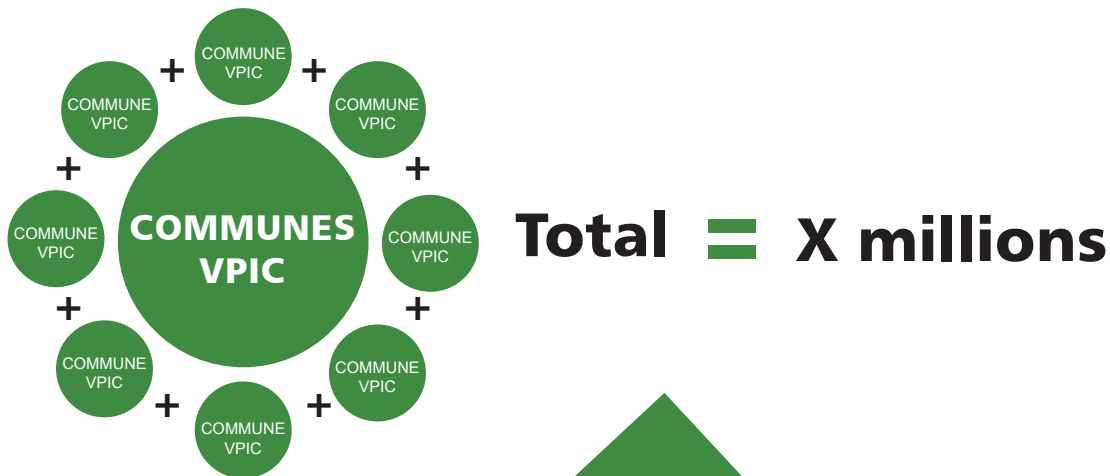 COMMUNE
VPIC
+
+
COMMUNE
VPIC
COMMUNE
VPIC
+
+
COMMUNE
VPIC
COMMUNES
VPIC
COMMUNE
VPIC
Total = X millions
+
+
COMMUNE
VPIC
COMMUNE
VPIC
+
+
COMMUNE
VPIC